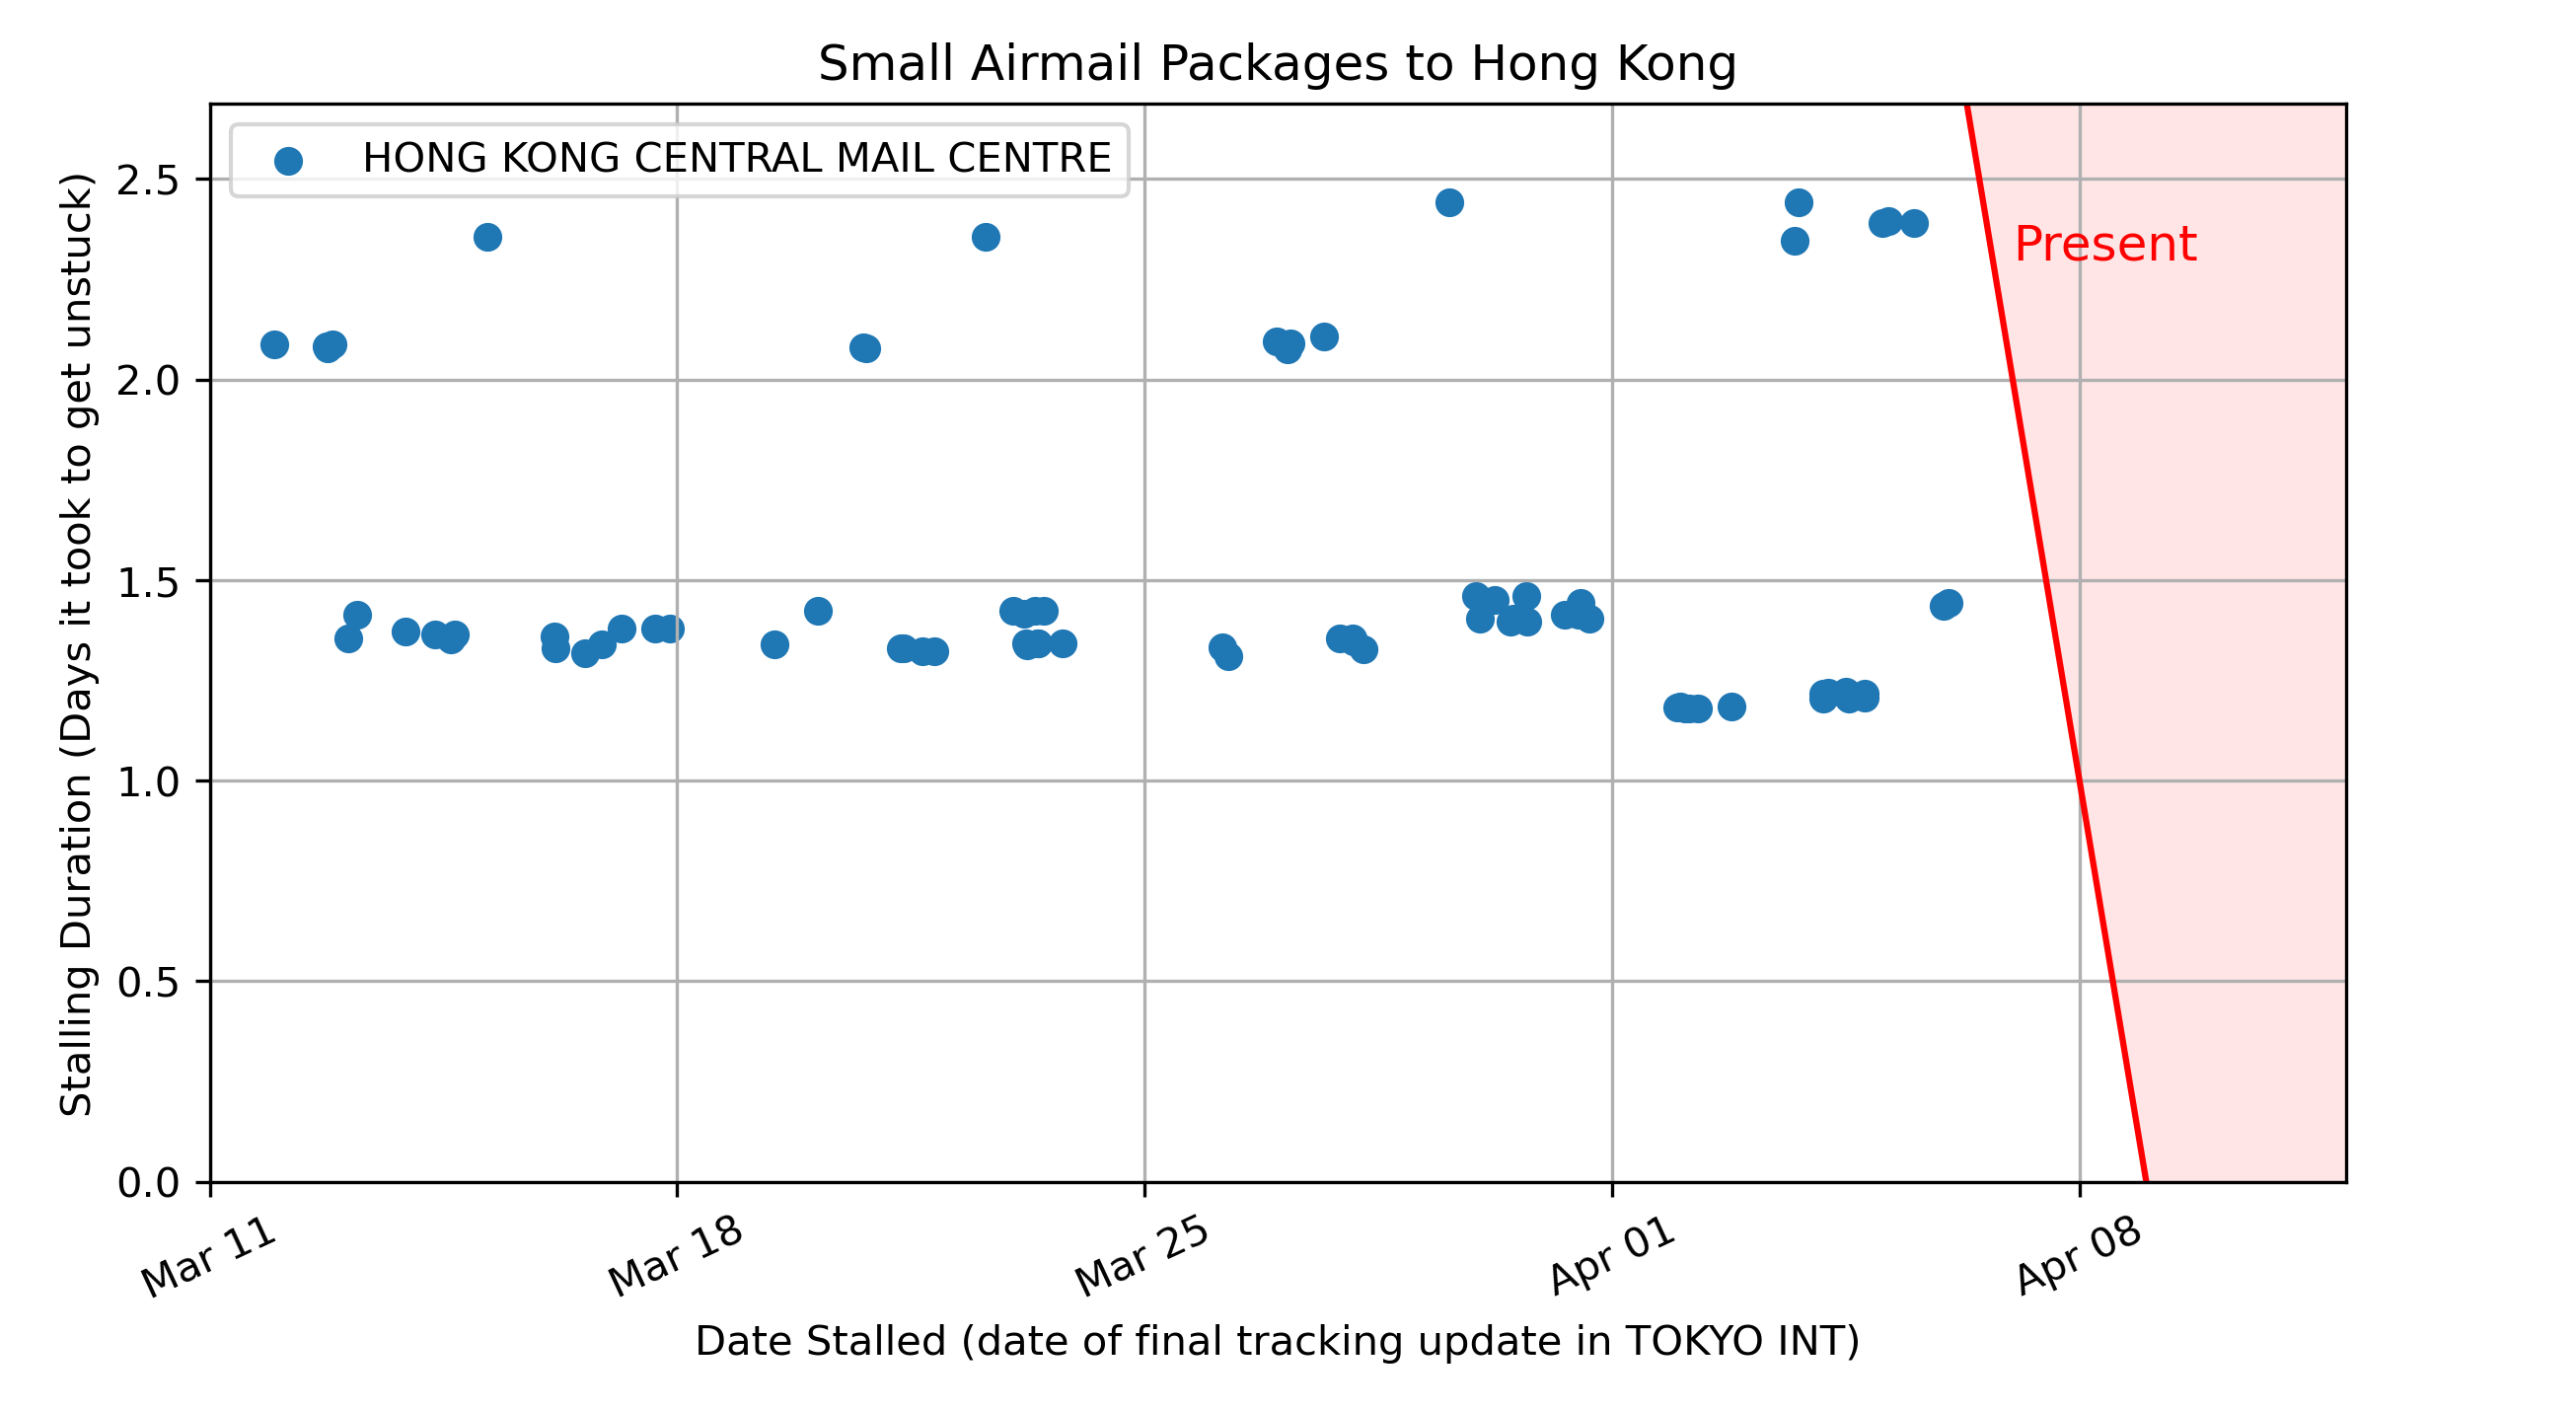 Small Airmail Packages to Hong Kong
HONG KONG CENTRAL MAIL CENTRE
Present
Stalling Duration (Days it took to get unstuck)
2.5
2.0
1.5
1.0
0.5
0.0
Mar 11
Mar 18
Mar 25
Apr 01
Apr 08
Date Stalled (date of final tracking update in TOKYO INT)